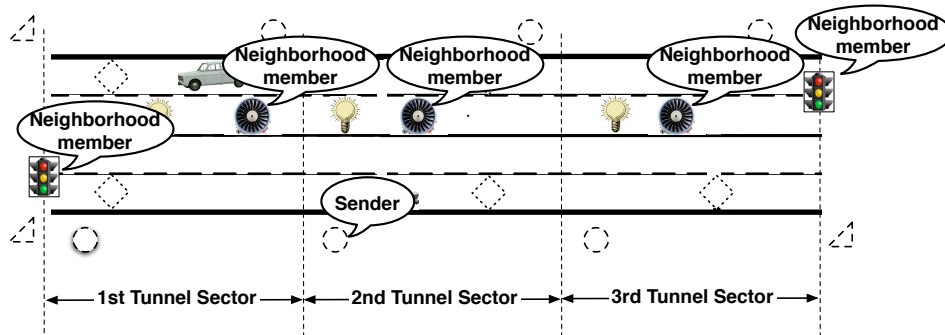 Neighborhood
member
Neighborhood
member
Neighborhood
member
Neighborhood
member
Neighborhood
member
Sender
1st Tunnel Sector
2nd Tunnel Sector
3rd Tunnel Sector